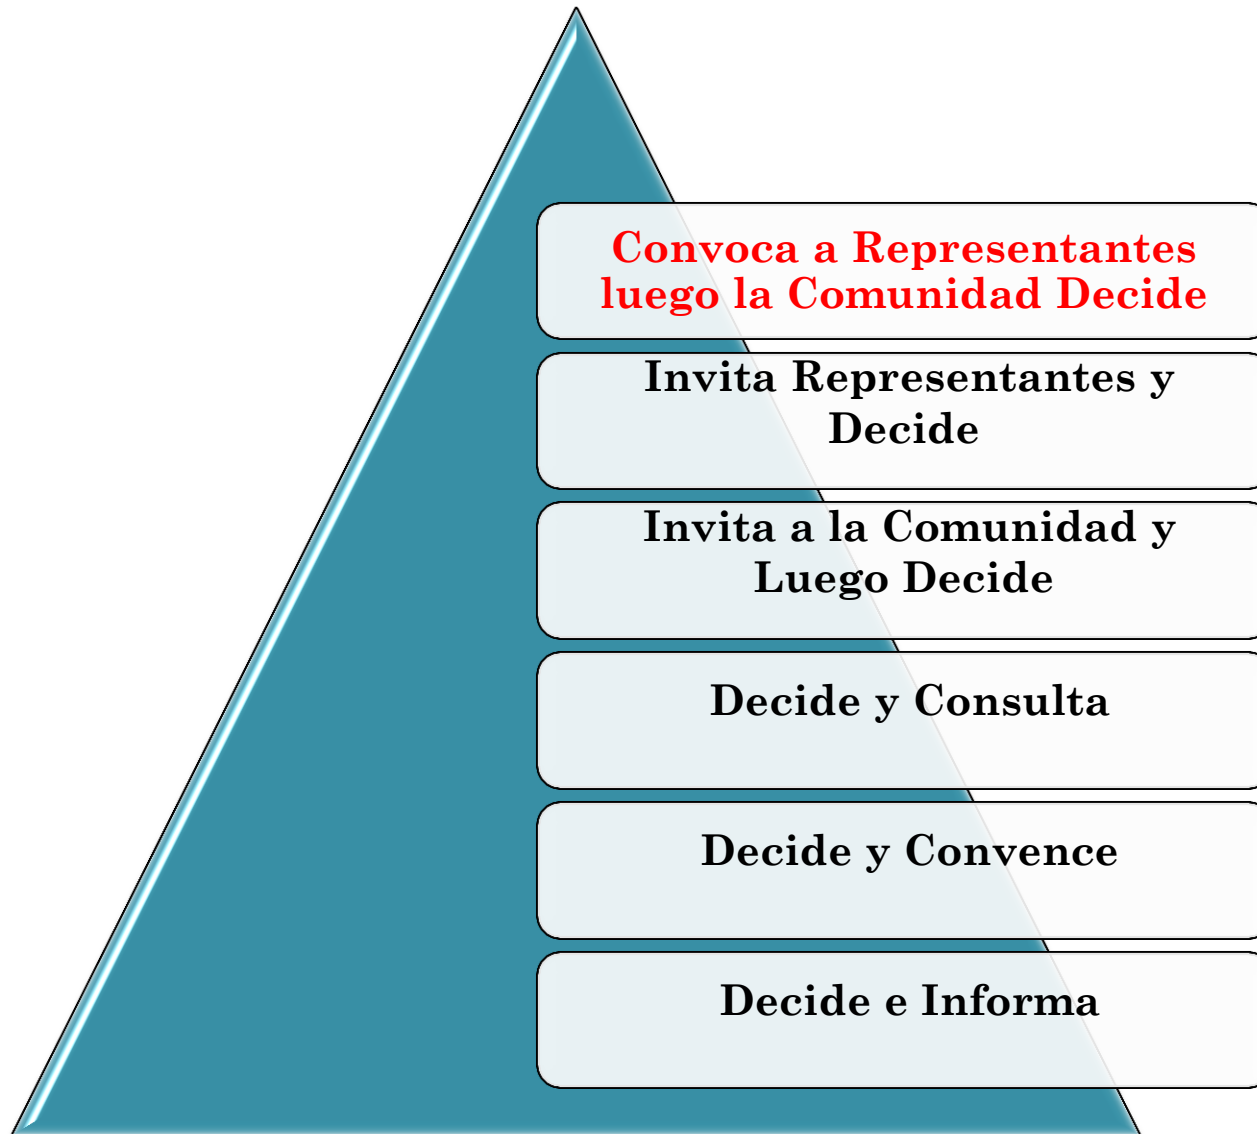 Convoca a Representantes
luego la Comunidad Decide
Invita Representantes y
Decide
Invita a la Comunidad y
Luego Decide
Decide y Consulta
Decide y Convence
Decide e Informa